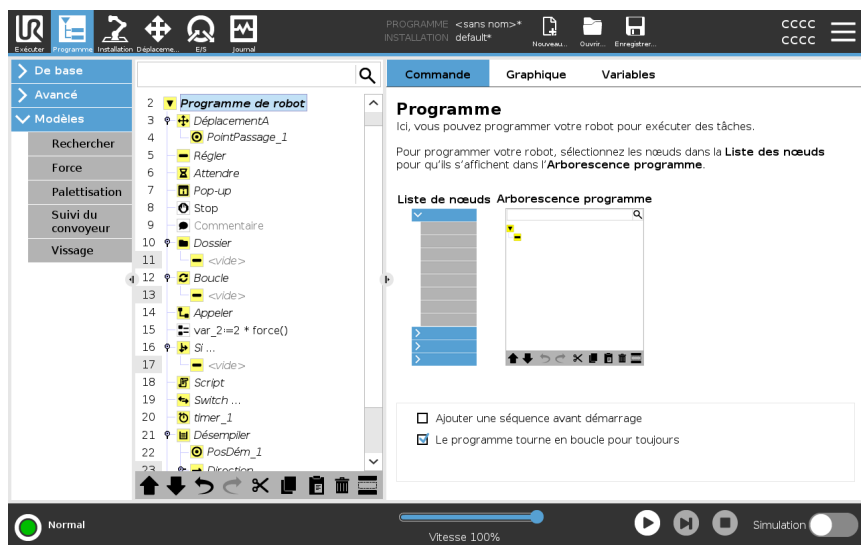 PROGRAMME <sans nom>*
INSTALLATION default*
Exécuter
Programme
Installation
Déplaceme...
E/S
Journal
Nouveau...
Ouvrir...
Enregistrer...
CCCC
CCCC
De base
Avancé
Modèles
Rechercher
Force
Palettisation
Suivi du
convoyeur
Vissage
2 Programme de robot
3 DéplacementA
4 PointPassage_1
5 Régler
6 Attendre
7 Pop-up
8 Stop
9 Commentaire
10 Dossier
11 <vide>
12 Boucle
13 <vide>
14 Appeler
15 var_2≔2 * force()
16 Si ...
17 <vide>
18 Script
19 Switch ...
20 timer_1
21 Désempiler
22 PosDém_1
23 Direction
Commande
Graphique
Variables
Programme
Ici, vous pouvez programmer votre robot pour exécuter des tâches.
Pour programmer votre robot, sélectionnez les nœuds dans la Liste des nœuds
pour qu'ils s'affichent dans l'Arborescence programme.
Liste de nœuds Arborescence programme
Ajouter une séquence avant démarrage
Le programme tourne en boucle pour toujours
Normal
Vitesse 100%
Simulation